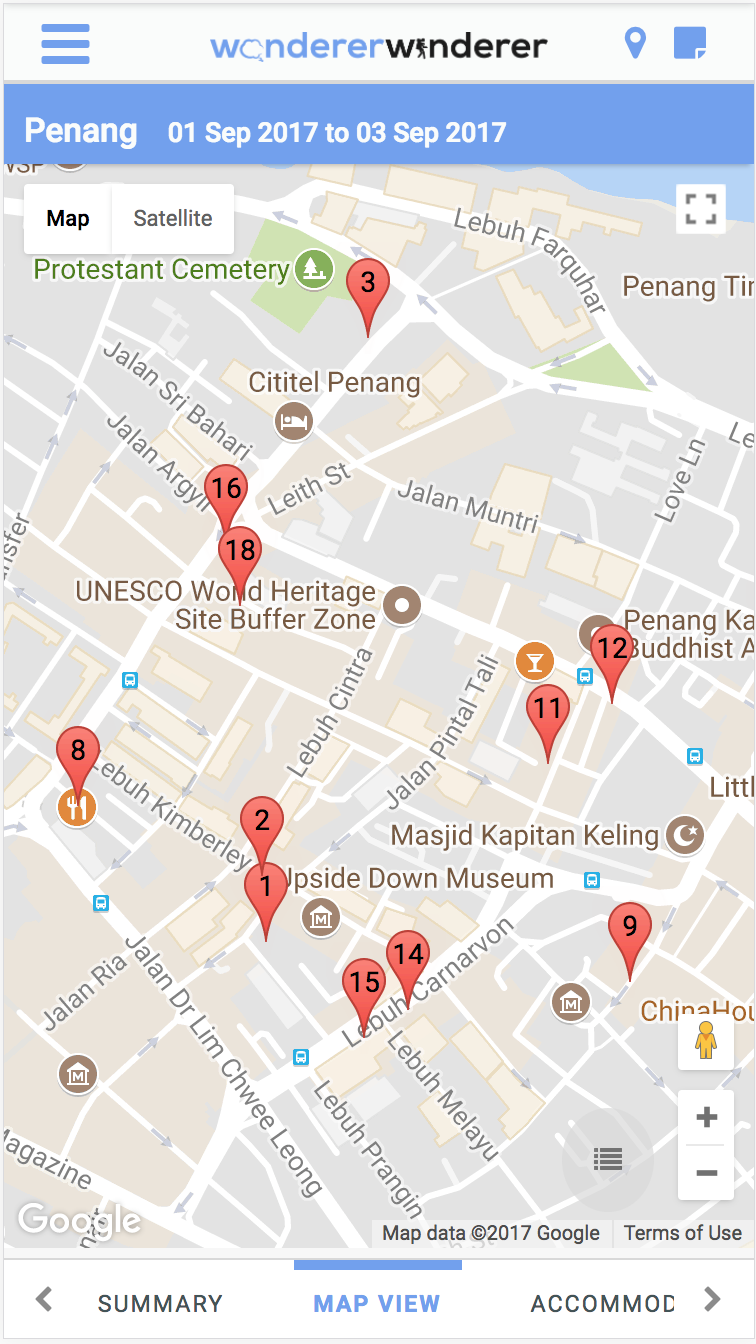 wandererwinderer
Penang 01 Sep 2017 to 03 Sep 2017
Map Satellite
Lebuh Farquhar
Protestant Cemetery
3
Penang Tim
Cititel Penang
Jalan Sri Bahari
Jalan Argyll
Leith St
Love Ln
Jalan Muntri
16
18
UNESCO World Heritage
Site Buffer Zone
Penang Ka
Buddhist A
12
11
Lebuh Cintra
Jalan Pintal Tali
8
Lebuh Kimberley
2
Masjid Kapitan Keling
Littl
1
Upside Down Museum
9
14
15
Lebuh Carnarvon
ChinaHou
Jalan Ria
Jalan Dr Lim Chwee Leong
Lebuh Melayu
Lebuh Prangin
Magazine
Google
Map data ©2017 Google Terms of Use
SUMMARY MAP VIEW ACCOMMOD